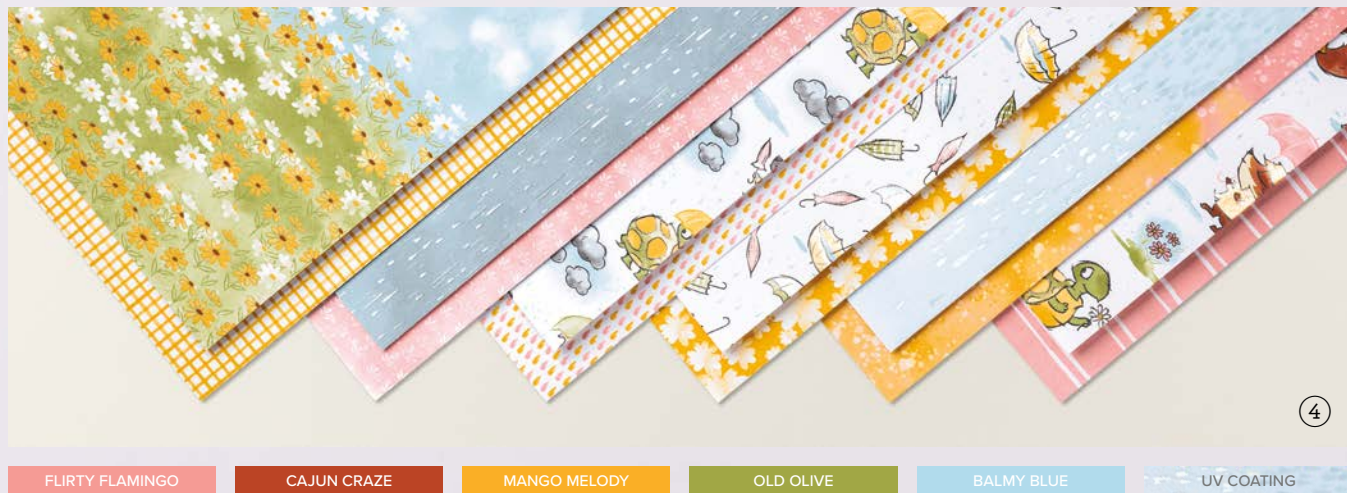 4
FLIRTY FLAMINGO
CAJUN CRAZE
MANGO MELODY
OLD OLIVE
BALMY BLUE
UV COATING